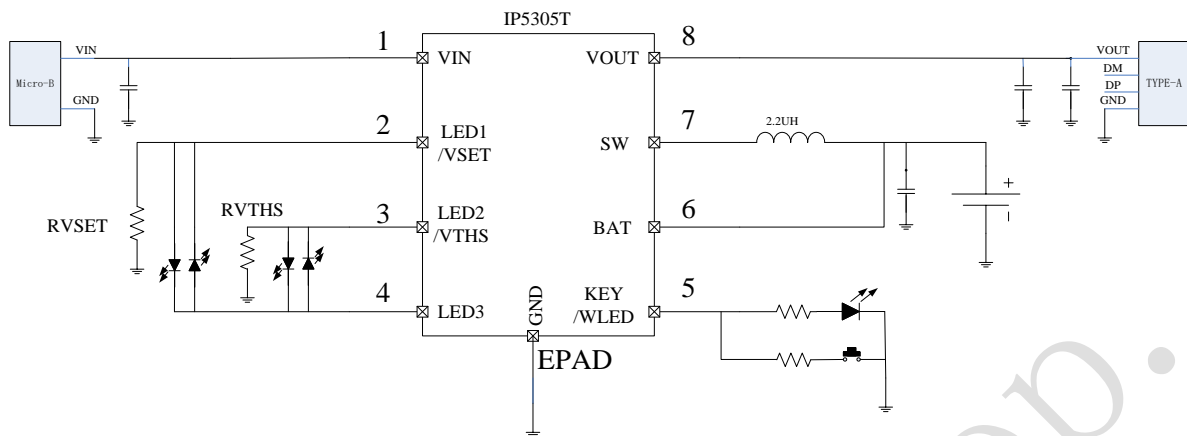 IP5305T
1
8
VIN
VIN
VOUT
VOUT
Micro-B
DM
TYPE-A
DP
GND
GND
2
7
2.2UH
LED1
/VSET
SW
RVSET
RVTHS
3
6
LED2
/VTHS
BAT
+
-
4
5
LED3
GND
KEY
/WLED
EPAD